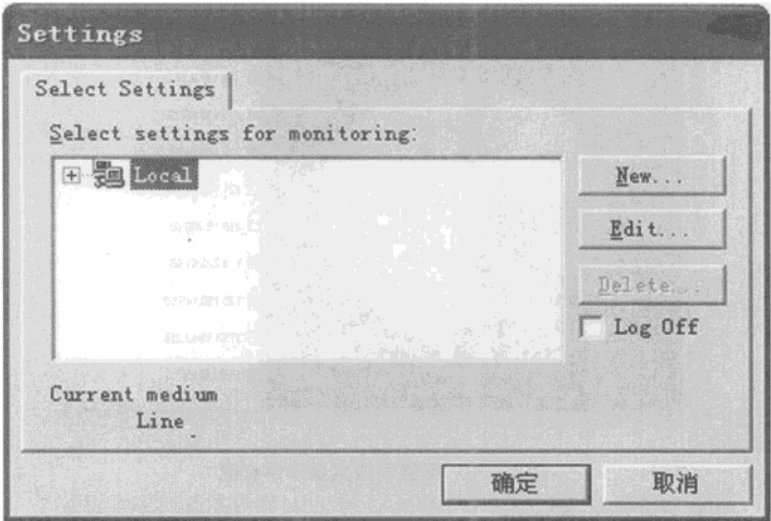 Settings
Select Settings
Select settings for monitoring:
Local
New...
Edit...
Delete...
Log Off
Current medium
Line
确定
取消